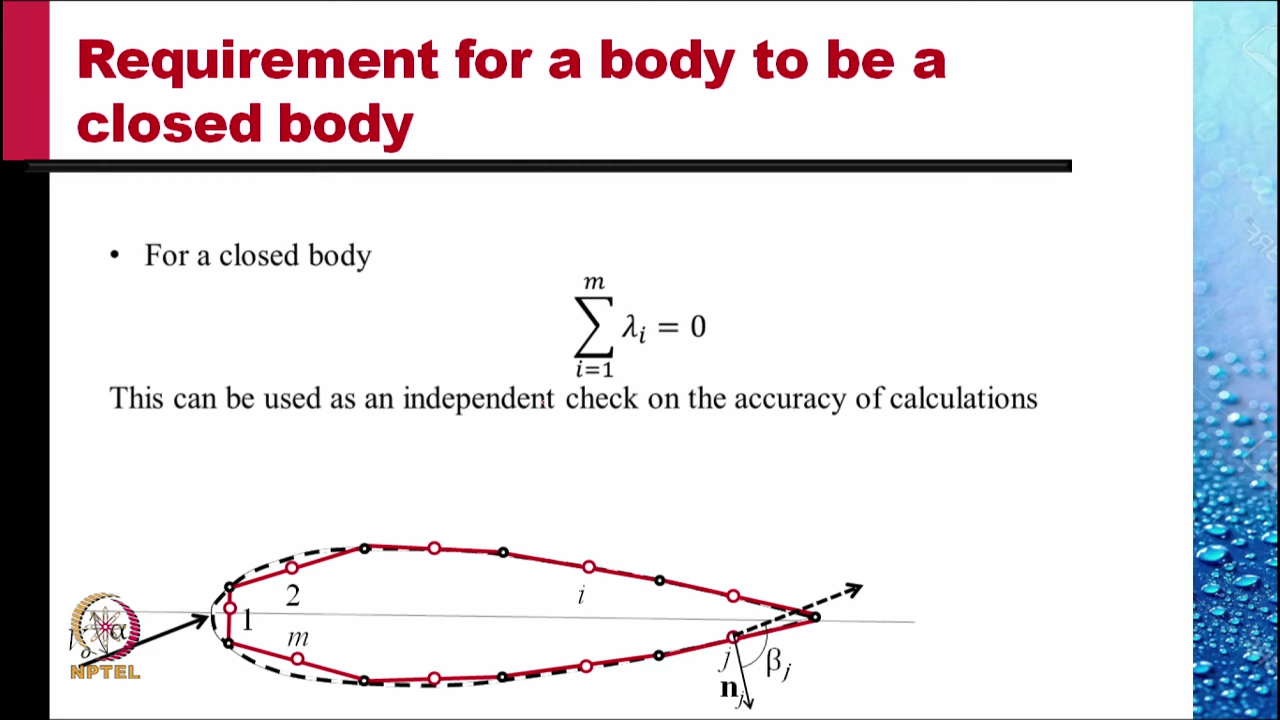 Requirement for a body to be a
closed body
• For a closed body
m
∑ λᵢ = 0
i=1
This can be used as an independent check on the accuracy of calculations
2
i
1
α
m
j
βⱼ
nⱼ
NPTEL